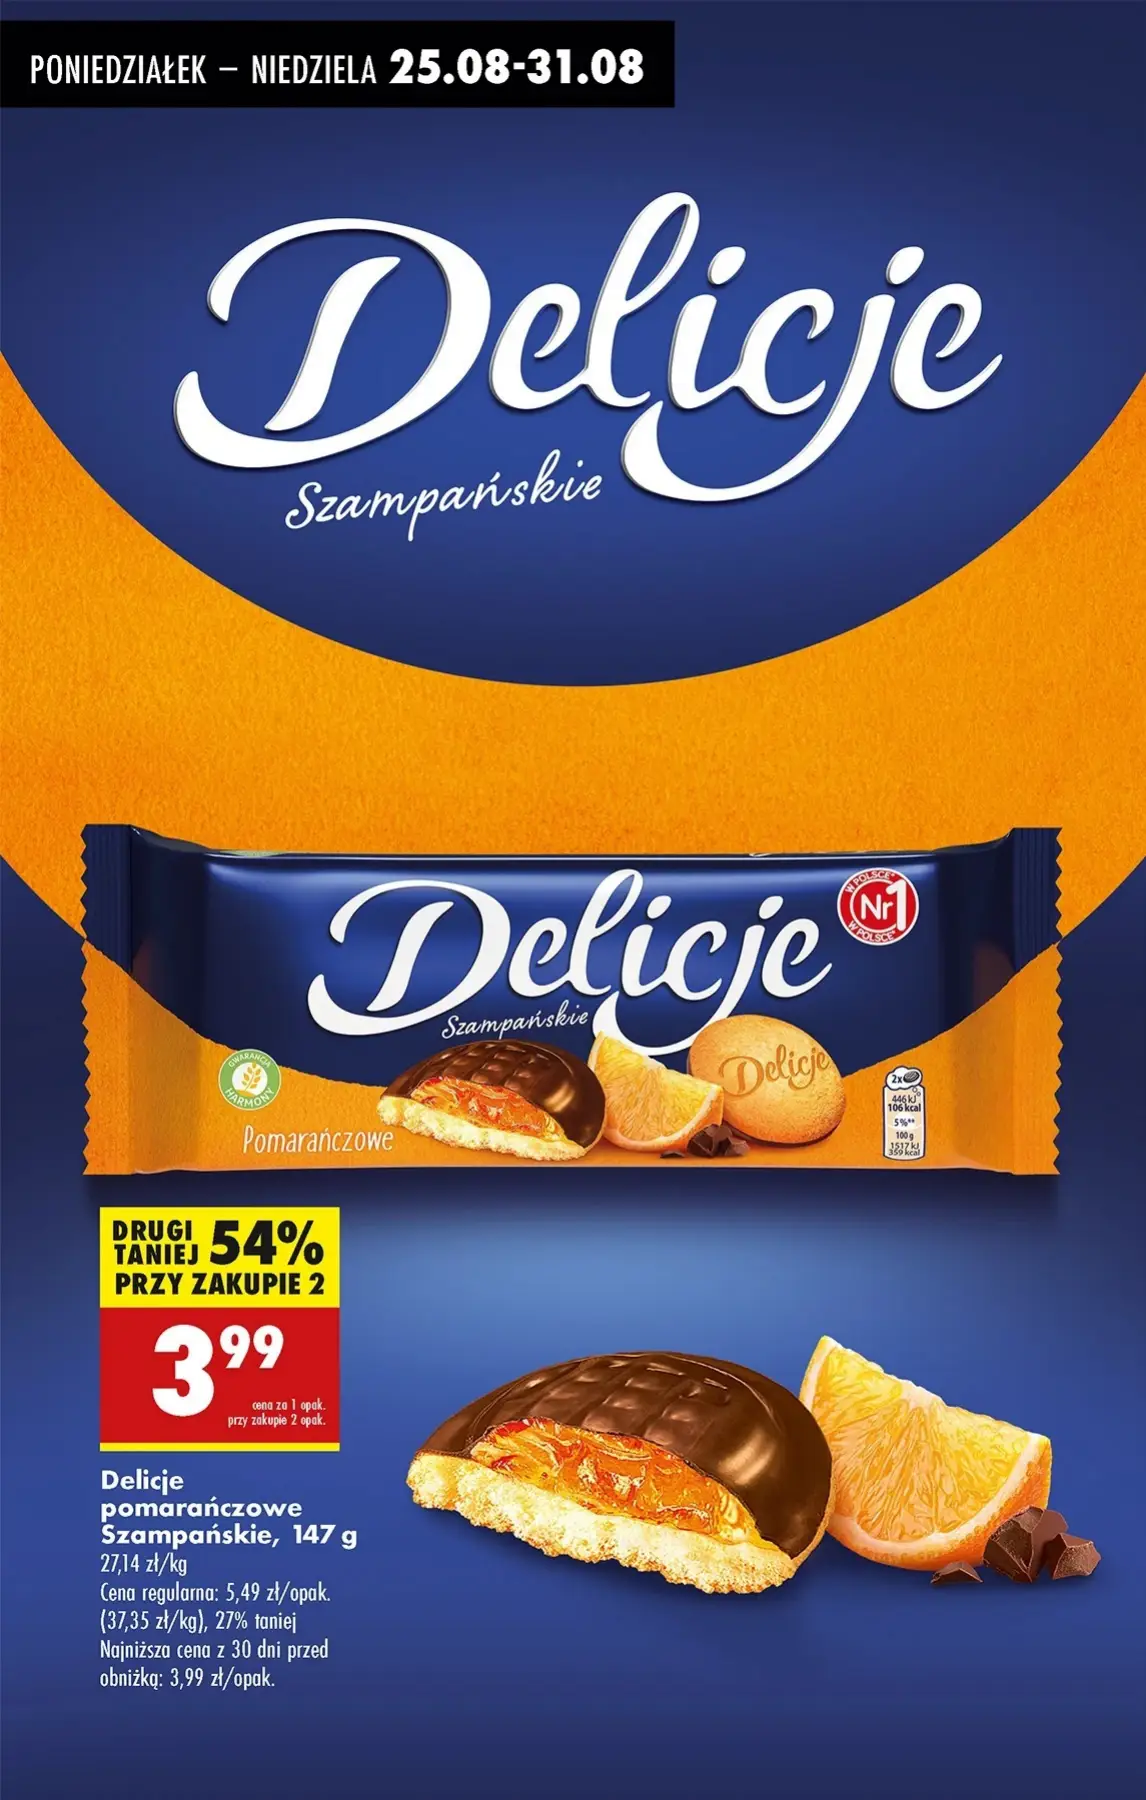 PONIEDZIAŁEK – NIEDZIELA 25.08-31.08
Delicje
Szampańskie
Delicje
Szampańskie
W POLSCE*
Nr 1
W POLSCE*
GWARANCJA
HARMONY
Delicje
Pomarańczowe
2x
446 kJ
106 kcal
5%**
100 g
1517 kJ
359 kcal
DRUGI
TANIEJ 54%
PRZY ZAKUPIE 2
3 99
cena za 1 opak.
przy zakupie 2 opak.
Delicje
pomarańczowe
Szampańskie, 147 g
27,14 zł/kg
Cena regularna: 5,49 zł/opak.
(37,35 zł/kg), 27% taniej
Najniższa cena z 30 dni przed
obniżką: 3,99 zł/opak.